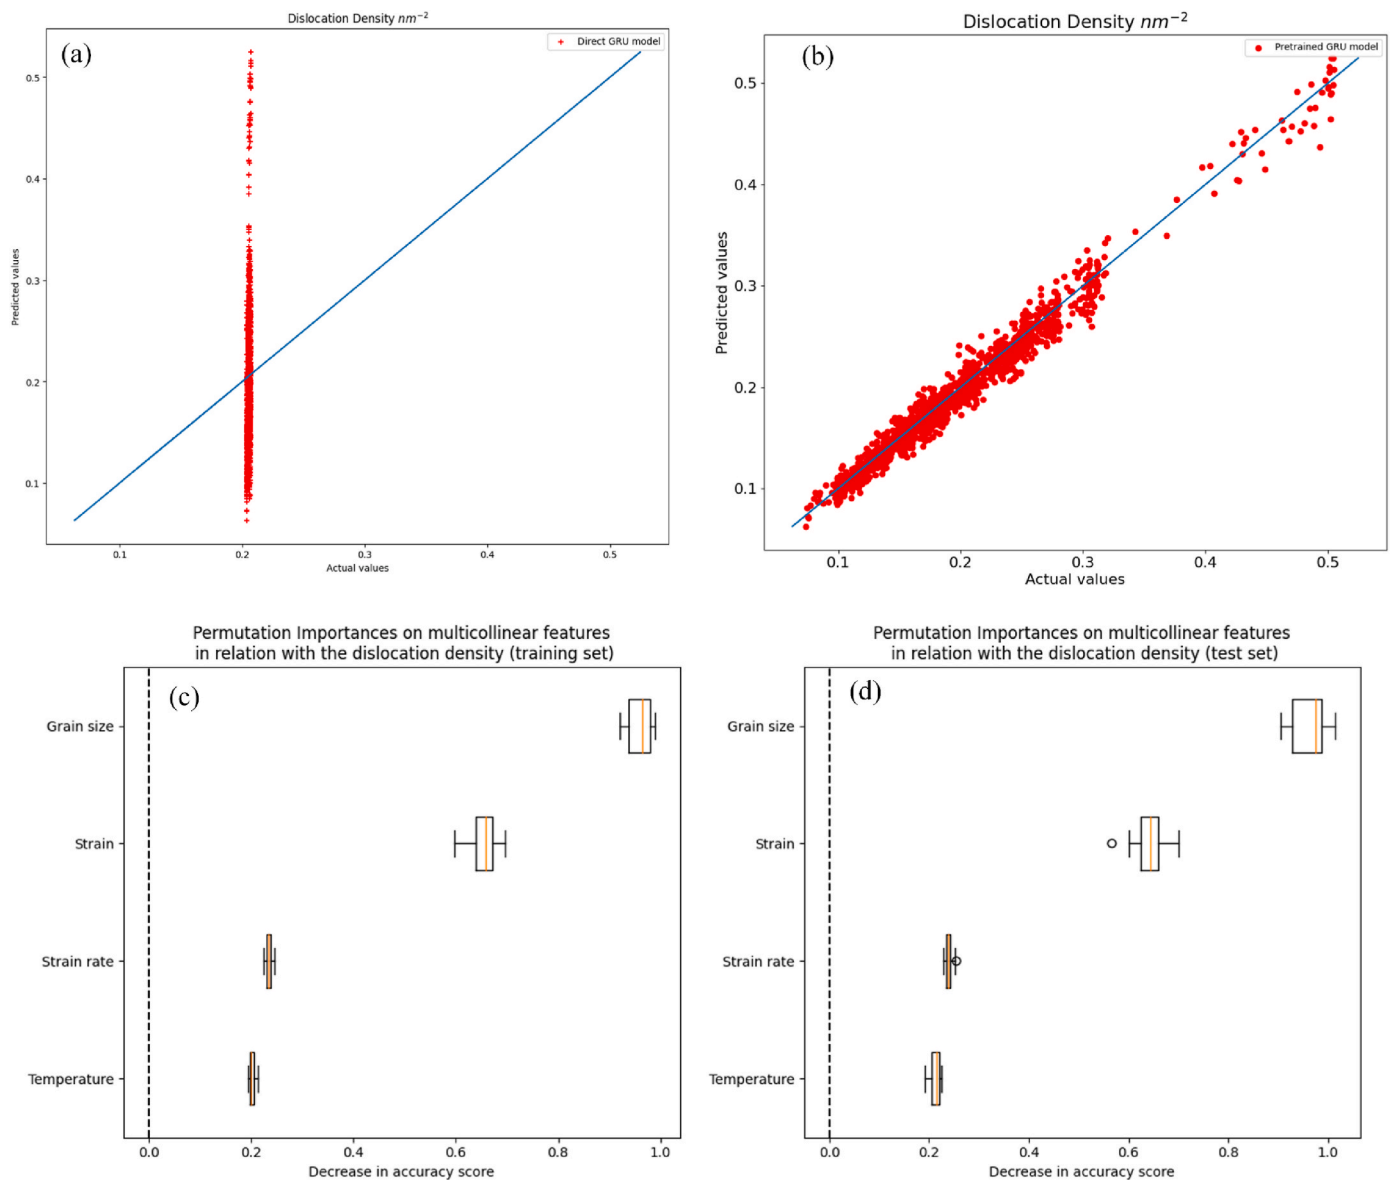 Dislocation Density nm⁻²
(a)
Direct GRU model
0.5
0.4
0.3
0.2
0.1
Predicted values
0.1 0.2 0.3 0.4 0.5
Actual values
Dislocation Density nm⁻²
(b)
Pretrained GRU model
0.5
0.4
0.3
0.2
0.1
Predicted values
0.1 0.2 0.3 0.4 0.5
Actual values
Permutation Importances on multicollinear features
in relation with the dislocation density (training set)
(c)
Grain size
Strain
Strain rate
Temperature
0.0 0.2 0.4 0.6 0.8 1.0
Decrease in accuracy score
Permutation Importances on multicollinear features
in relation with the dislocation density (test set)
(d)
Grain size
Strain
Strain rate
Temperature
0.0 0.2 0.4 0.6 0.8 1.0
Decrease in accuracy score